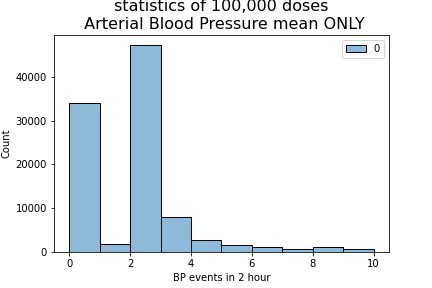 statistics of 100,000 doses
Arterial Blood Pressure mean ONLY
0
40000
30000
20000
10000
0
Count
0 2 4 6 8 10
BP events in 2 hour